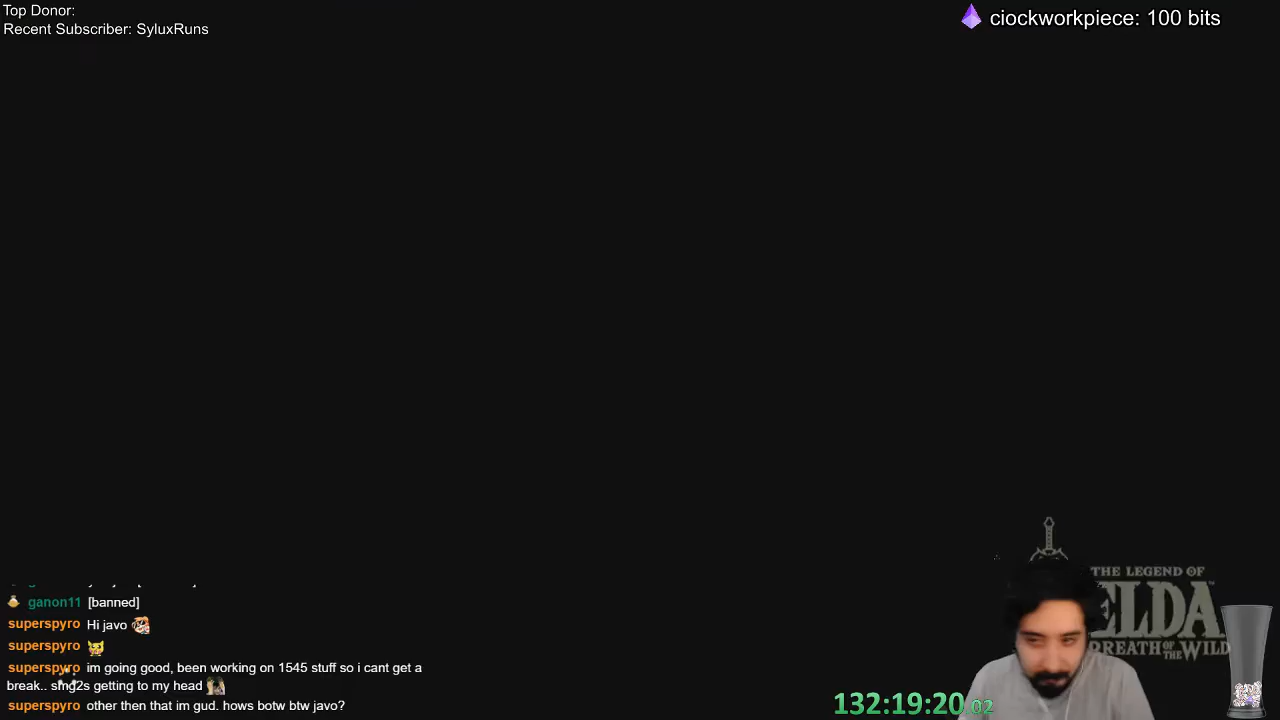 Top Donor:
Recent Subscriber: SyluxRuns
ciockworkpiece: 100 bits
ganon11 [banned]
superspyro Hi javo
superspyro
superspyro im going good, been working on 1545 stuff so i cant get a
break.. smg2s getting to my head
superspyro other then that im gud. hows botw btw javo?
THE LEGEND OF
ELDA
BREATH OF THE WILD
132:19:20.02